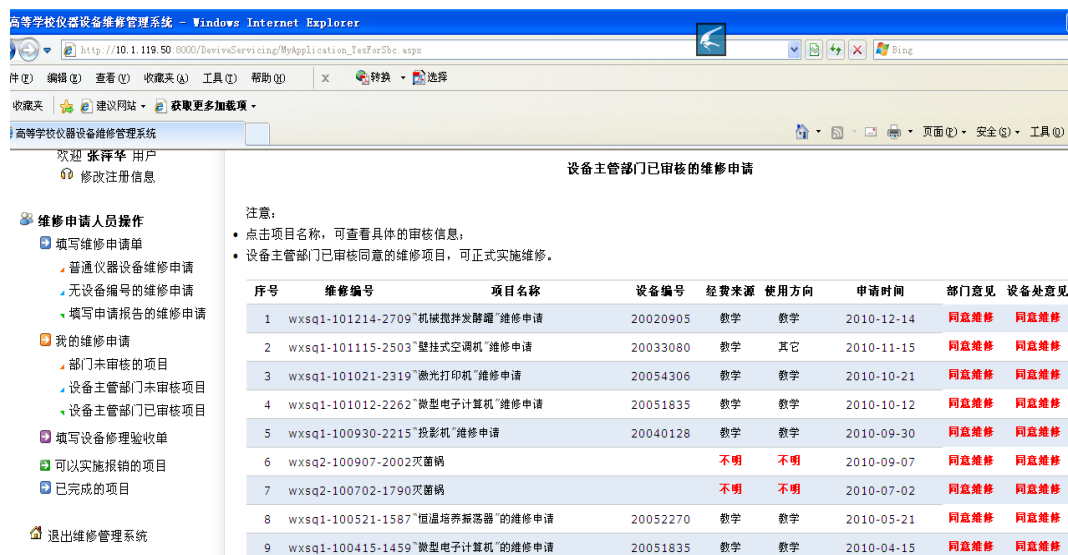 高等学校仪器设备维修管理系统 - Windows Internet Explorer
http://10.1.119.50:8000/DeviveServicing/MyApplication_YesForSbc.aspx
Bing
件(F) 编辑(E) 查看(V) 收藏夹(A) 工具(T) 帮助(H) x 转换 选择
收藏夹 建议网站 获取更多加载项
高等学校仪器设备维修管理系统
页面(P) 安全(S) 工具(O)
欢迎 张萍华 用户
修改注册信息
维修申请人员操作
填写维修申请单
普通仪器设备维修申请
无设备编号的维修申请
填写申请报告的维修申请
我的维修申请
部门未审核的项目
设备主管部门未审核项目
设备主管部门已审核项目
填写设备修理验收单
可以实施报销的项目
已完成的项目
退出维修管理系统
设备主管部门已审核的维修申请
注意：
• 点击项目名称，可查看具体的审核信息；
• 设备主管部门已审核同意的维修项目，可正式实施维修。
序号 维修编号 项目名称 设备编号 经费来源 使用方向 申请时间 部门意见 设备处意见
1 wxsq1-101214-2709 "机械搅拌发酵罐"维修申请 20020905 教学 教学 2010-12-14 同意维修 同意维修
2 wxsq1-101115-2503 "壁挂式空调机"维修申请 20033080 教学 其它 2010-11-15 同意维修 同意维修
3 wxsq1-101021-2319 "激光打印机"维修申请 20054306 教学 教学 2010-10-21 同意维修 同意维修
4 wxsq1-101012-2262 "微型电子计算机"维修申请 20051835 教学 教学 2010-10-12 同意维修 同意维修
5 wxsq1-100930-2215 "投影机"维修申请 20040128 教学 教学 2010-09-30 同意维修 同意维修
6 wxsq2-100907-2002 灭菌锅 不明 不明 2010-09-07 同意维修 同意维修
7 wxsq2-100702-1790 灭菌锅 不明 不明 2010-07-02 同意维修 同意维修
8 wxsq1-100521-1587 "恒温培养振荡器"的维修申请 20052270 教学 教学 2010-05-21 同意维修 同意维修
9 wxsq1-100415-1459 "微型电子计算机"的维修申请 20051835 教学 教学 2010-04-15 同意维修 同意维修